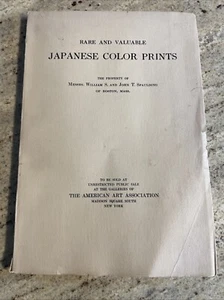 RARE AND VALUABLE
JAPANESE COLOR PRINTS
THE PROPERTY OF
MESSRS. WILLIAM S. AND JOHN T. SPAULDING
OF BOSTON, MASS.
TO BE SOLD AT
UNRESTRICTED PUBLIC SALE
AT THE GALLERIES OF
THE AMERICAN ART ASSOCIATION
MADISON SQUARE SOUTH
NEW YORK